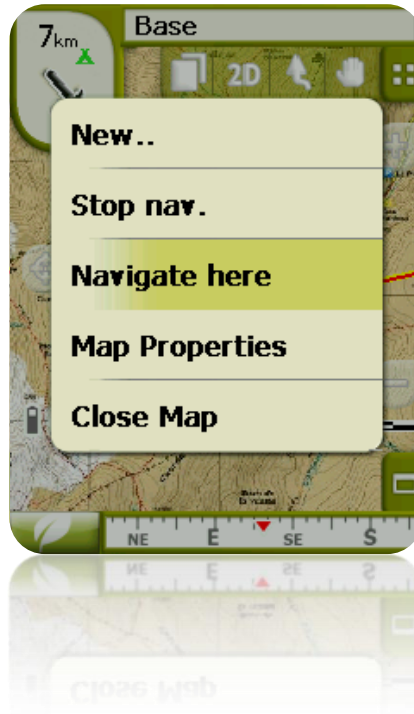 7km
Base
2D
New..
Stop nav.
Navigate here
Map Properties
Close Map
NE E SE S